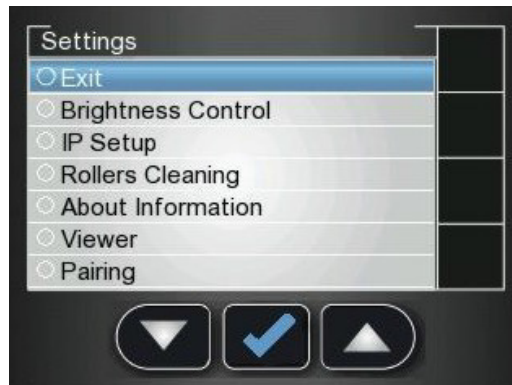 Settings
Exit
Brightness Control
IP Setup
Rollers Cleaning
About Information
Viewer
Pairing